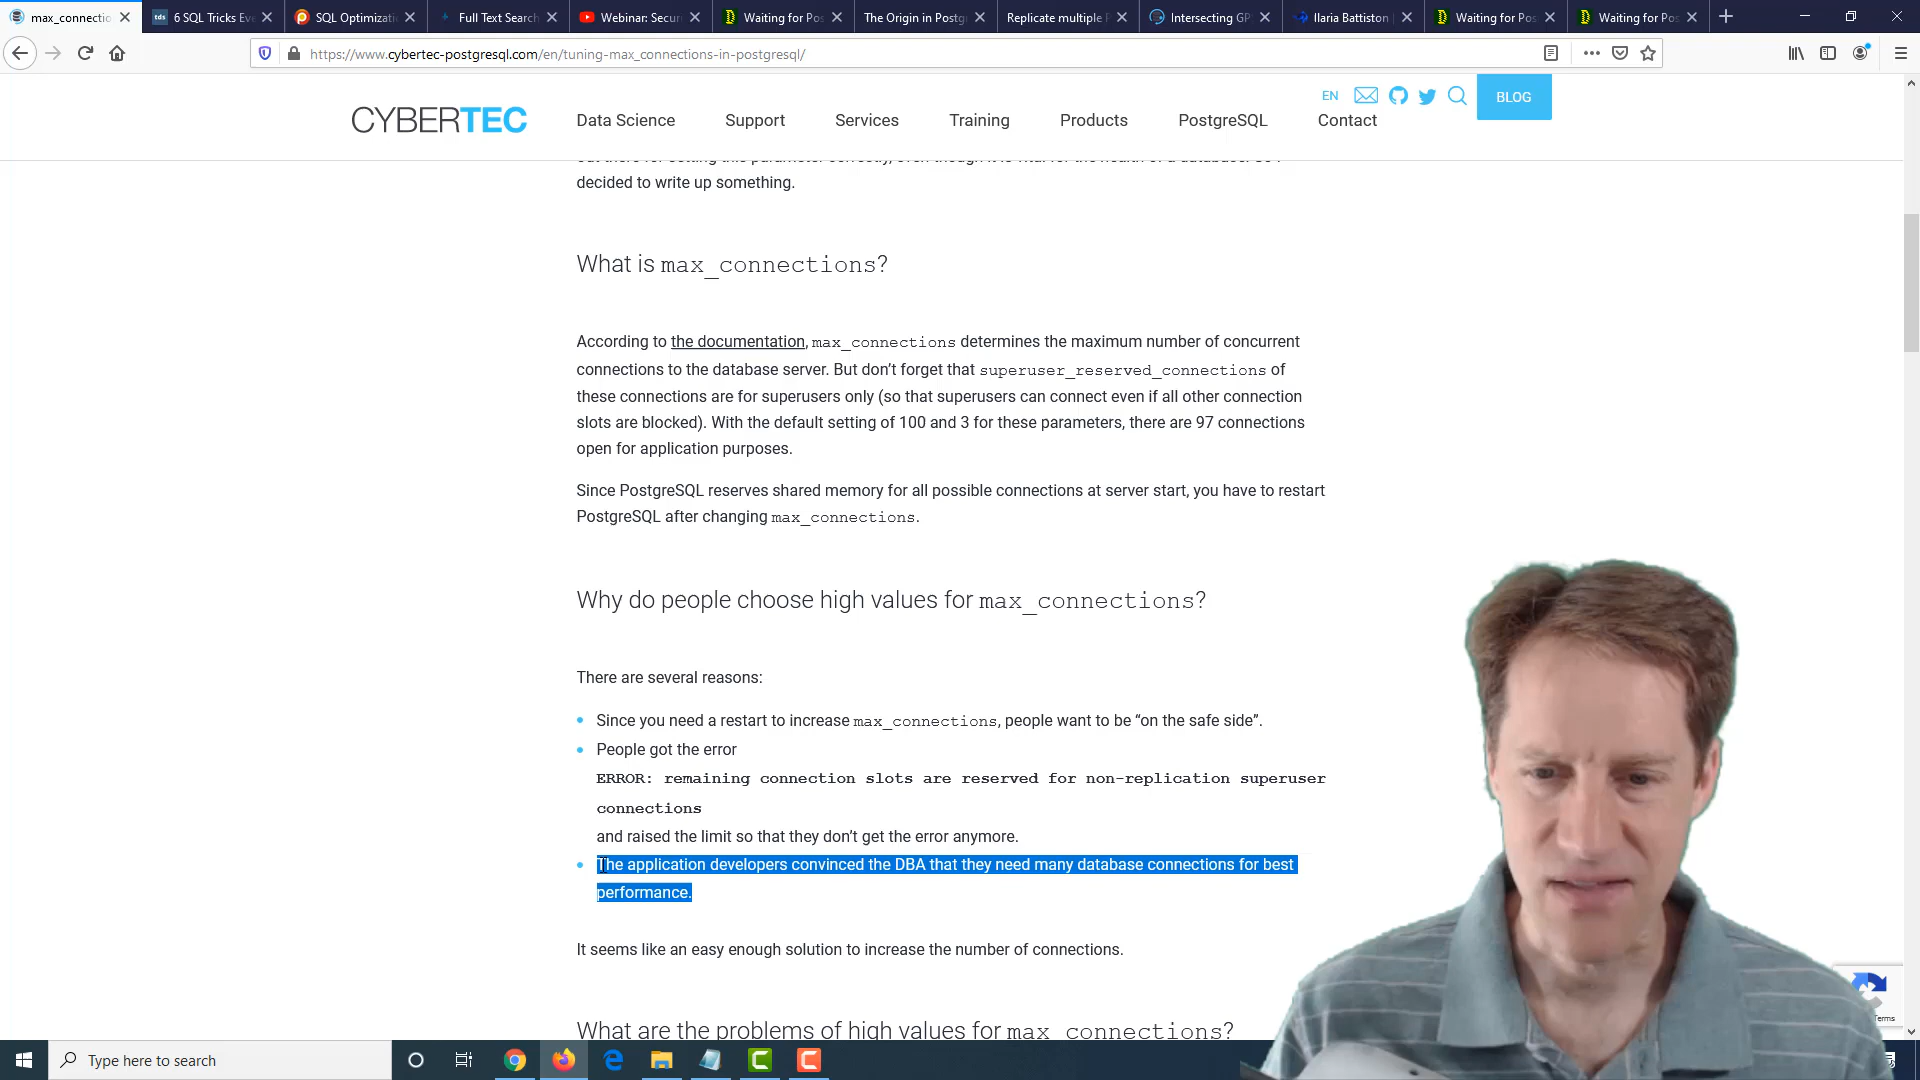 max_connectio
6 SQL Tricks Eve
SQL Optimizati
Full Text Search
Webinar: Secur
Waiting for Pos
The Origin in Postg
Replicate multiple P
Intersecting GP
Ilaria Battiston |
Waiting for Pos
Waiting for Pos
https://www.cybertec-postgresql.com/en/tuning-max_connections-in-postgresql/
EN
BLOG
CYBERTEC
Data Science
Support
Services
Training
Products
PostgreSQL
Contact
decided to write up something.
What is max_connections?
According to the documentation, max_connections determines the maximum number of concurrent
connections to the database server. But don’t forget that superuser_reserved_connections of
these connections are for superusers only (so that superusers can connect even if all other connection
slots are blocked). With the default setting of 100 and 3 for these parameters, there are 97 connections
open for application purposes.
Since PostgreSQL reserves shared memory for all possible connections at server start, you have to restart
PostgreSQL after changing max_connections.
Why do people choose high values for max_connections?
There are several reasons:
Since you need a restart to increase max_connections, people want to be “on the safe side”.
People got the error
ERROR: remaining connection slots are reserved for non-replication superuser
connections
and raised the limit so that they don’t get the error anymore.
The application developers convinced the DBA that they need many database connections for best
performance.
It seems like an easy enough solution to increase the number of connections.
What are the problems of high values for max_connections?
Terms
Type here to search